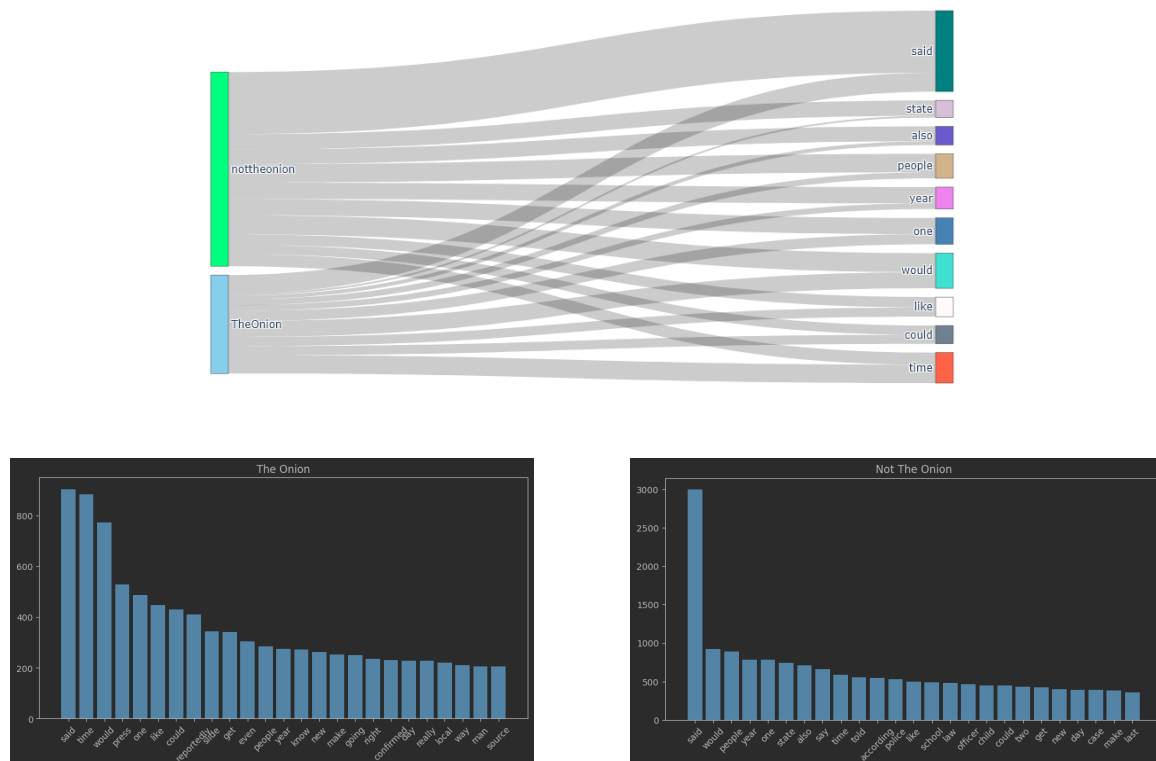 said
state
also
nottheonion
people
year
one
would
like
TheOnion
could
time
The Onion
800
600
400
200
0
said time would press one like could reportedly slide get even people year know new make going right confirmed day really local way man source
Not The Onion
3000
2500
2000
1500
1000
500
0
said would people year one state also say time told according police like school law officer child could two get new day case make last